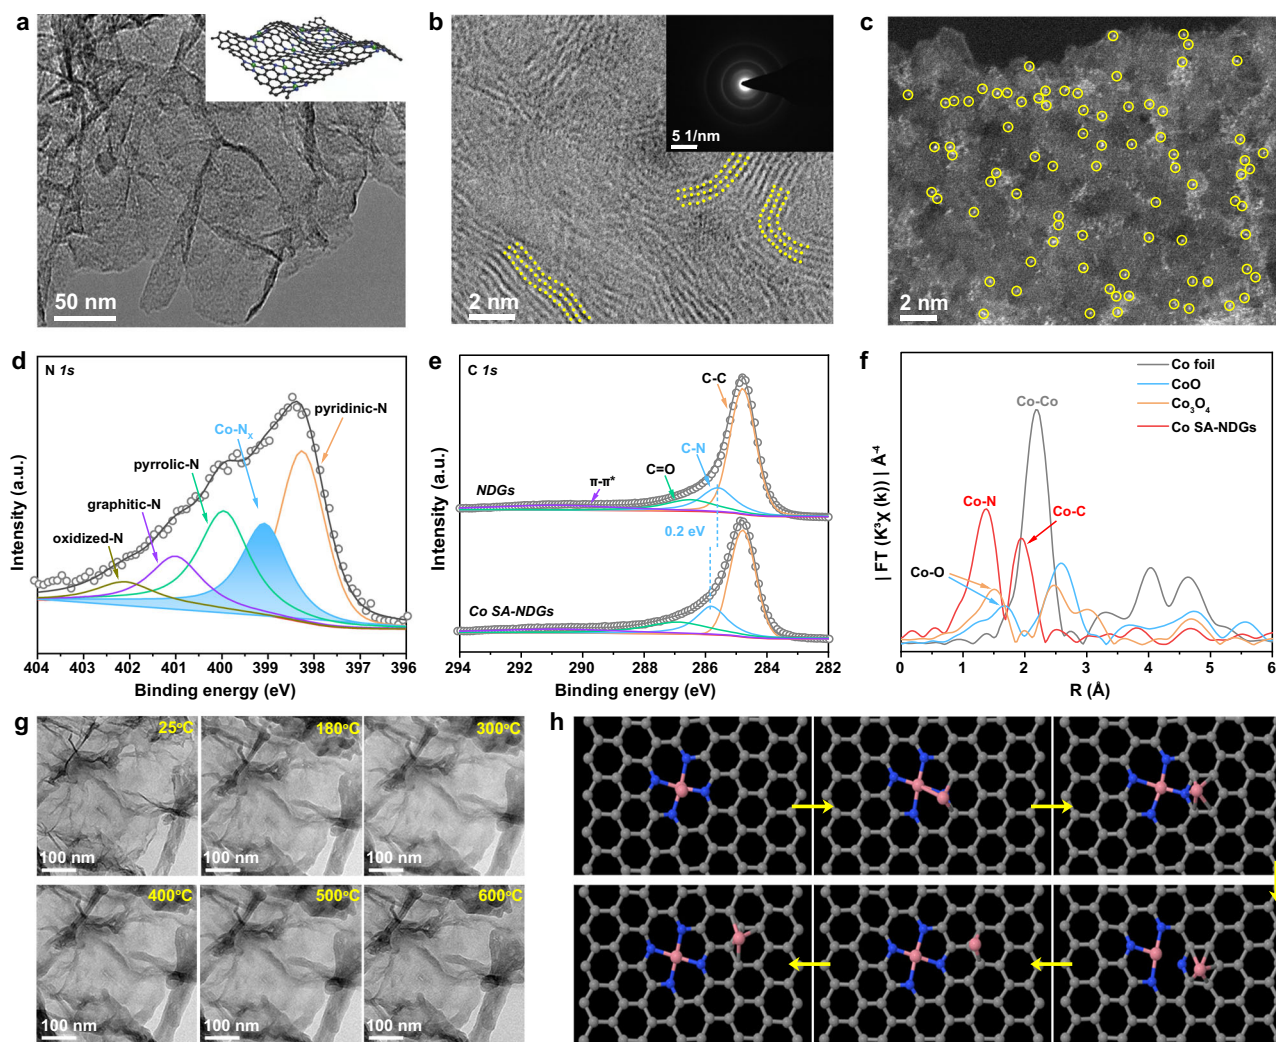 a
50 nm
b
5 1/nm
2 nm
c
2 nm
d
N 1s
Co-Nx
pyridinic-N
pyrrolic-N
graphitic-N
oxidized-N
Intensity (a.u.)
404 403 402 401 400 399 398 397 396
Binding energy (eV)
e
C 1s
C-C
C-N
C=O
π-π*
NDGs
0.2 eV
Co SA-NDGs
Intensity (a.u.)
294 292 290 288 286 284 282
Binding energy (eV)
f
Co foil
CoO
Co3O4
Co SA-NDGs
Co-Co
Co-N
Co-C
Co-O
| FT (K³χ (k)) | Å⁻⁴
0 1 2 3 4 5 6
R (Å)
g
25°C
100 nm
180°C
100 nm
300°C
100 nm
400°C
100 nm
500°C
100 nm
600°C
100 nm
h